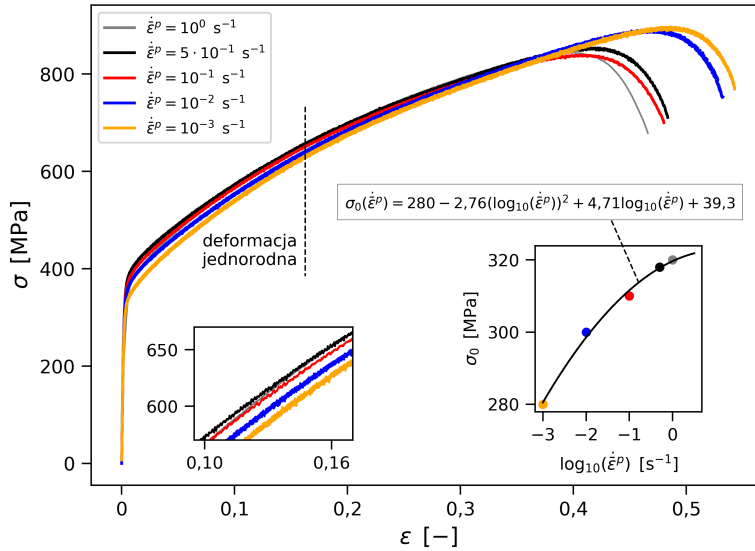 ε̄̇ᵖ = 10⁰ s⁻¹
ε̄̇ᵖ = 5 · 10⁻¹ s⁻¹
ε̄̇ᵖ = 10⁻¹ s⁻¹
ε̄̇ᵖ = 10⁻² s⁻¹
ε̄̇ᵖ = 10⁻³ s⁻¹
800
600
400
200
0
σ [MPa]
deformacja
jednorodna
σ₀(ε̄̇ᵖ) = 280 − 2,76(log₁₀(ε̄̇ᵖ))² + 4,71log₁₀(ε̄̇ᵖ) + 39,3
320
300
280
σ₀ [MPa]
−3 −2 −1 0
log₁₀(ε̄̇ᵖ) [s⁻¹]
650
600
0,10 0,16
0 0,1 0,2 0,3 0,4 0,5
ε [−]